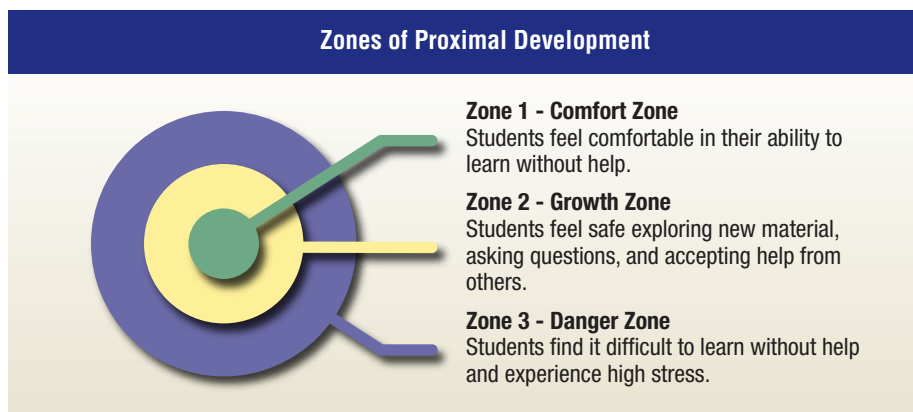 Zones of Proximal Development
Zone 1 - Comfort Zone
Students feel comfortable in their ability to
learn without help.
Zone 2 - Growth Zone
Students feel safe exploring new material,
asking questions, and accepting help from
others.
Zone 3 - Danger Zone
Students find it difficult to learn without help
and experience high stress.